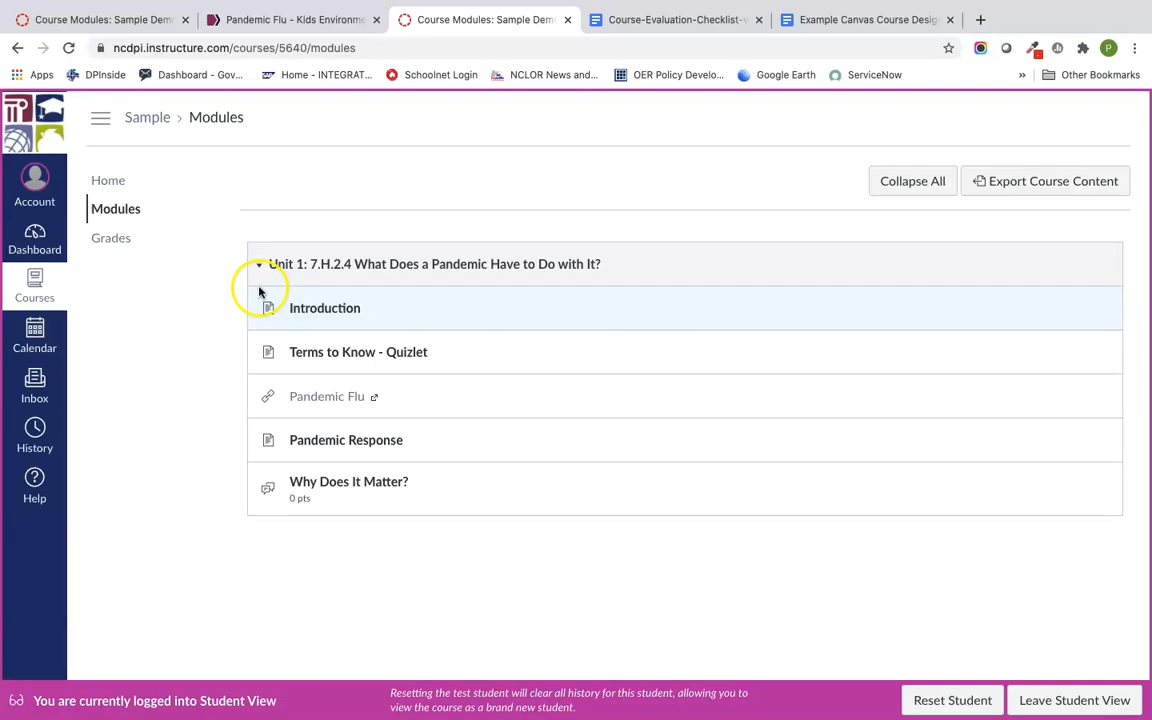 Course Modules: Sample Dem
Pandemic Flu - Kids Environme
Course Modules: Sample Dem
Course-Evaluation-Checklist-v
Example Canvas Course Desig
ncdpi.instructure.com/courses/5640/modules
P
Apps
DPInside
Dashboard - Gov...
Home - INTEGRAT...
Schoolnet Login
NCLOR News and...
OER Policy Develo...
Google Earth
ServiceNow
»
Other Bookmarks
Sample › Modules
Account
Dashboard
Courses
Calendar
Inbox
History
Help
Home
Modules
Grades
Collapse All
Export Course Content
Unit 1: 7.H.2.4 What Does a Pandemic Have to Do with It?
Introduction
Terms to Know - Quizlet
Pandemic Flu
Pandemic Response
Why Does It Matter?
0 pts
You are currently logged into Student View
Resetting the test student will clear all history for this student, allowing you to
view the course as a brand new student.
Reset Student
Leave Student View